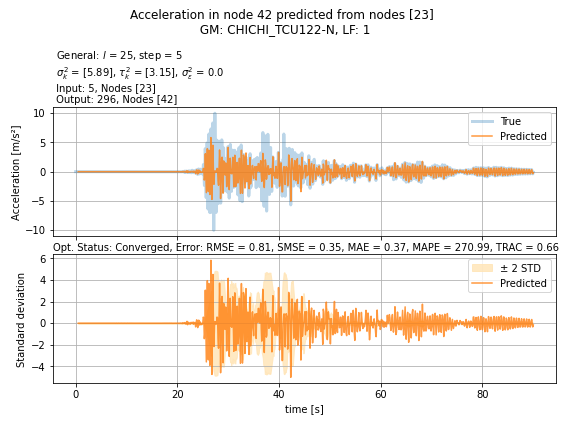 Acceleration in node 42 predicted from nodes [23]
GM: CHICHI_TCU122-N, LF: 1
General: l = 25, step = 5
σ²ₖ = [5.89], τ²ₖ = [3.15], σ²ε = 0.0
Input: 5, Nodes [23]
Output: 296, Nodes [42]
Acceleration [m/s²]
10
5
0
−5
−10
True
Predicted
Opt. Status: Converged, Error: RMSE = 0.81, SMSE = 0.35, MAE = 0.37, MAPE = 270.99, TRAC = 0.66
Standard deviation
6
4
2
0
−2
−4
± 2 STD
Predicted
0
20
40
60
80
time [s]